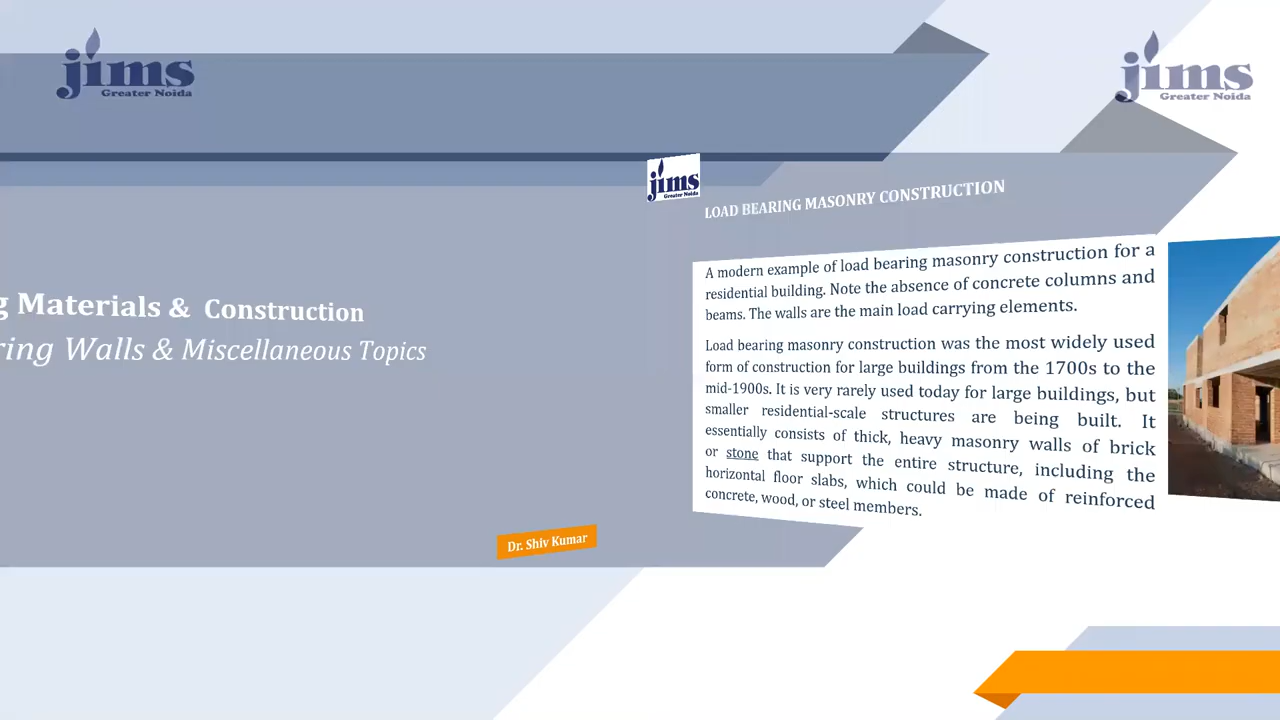 jims
Greater Noida
jims
Greater Noida
jims
Greater Noida
LOAD BEARING MASONRY CONSTRUCTION
g Materials & Construction
ring Walls & Miscellaneous Topics
A modern example of load bearing masonry construction for a
residential building. Note the absence of concrete columns and
beams. The walls are the main load carrying elements.
Load bearing masonry construction was the most widely used
form of construction for large buildings from the 1700s to the
mid-1900s. It is very rarely used today for large buildings, but
smaller residential-scale structures are being built. It
essentially consists of thick, heavy masonry walls of brick
or stone that support the entire structure, including the
horizontal floor slabs, which could be made of reinforced
concrete, wood, or steel members.
Dr. Shiv Kumar